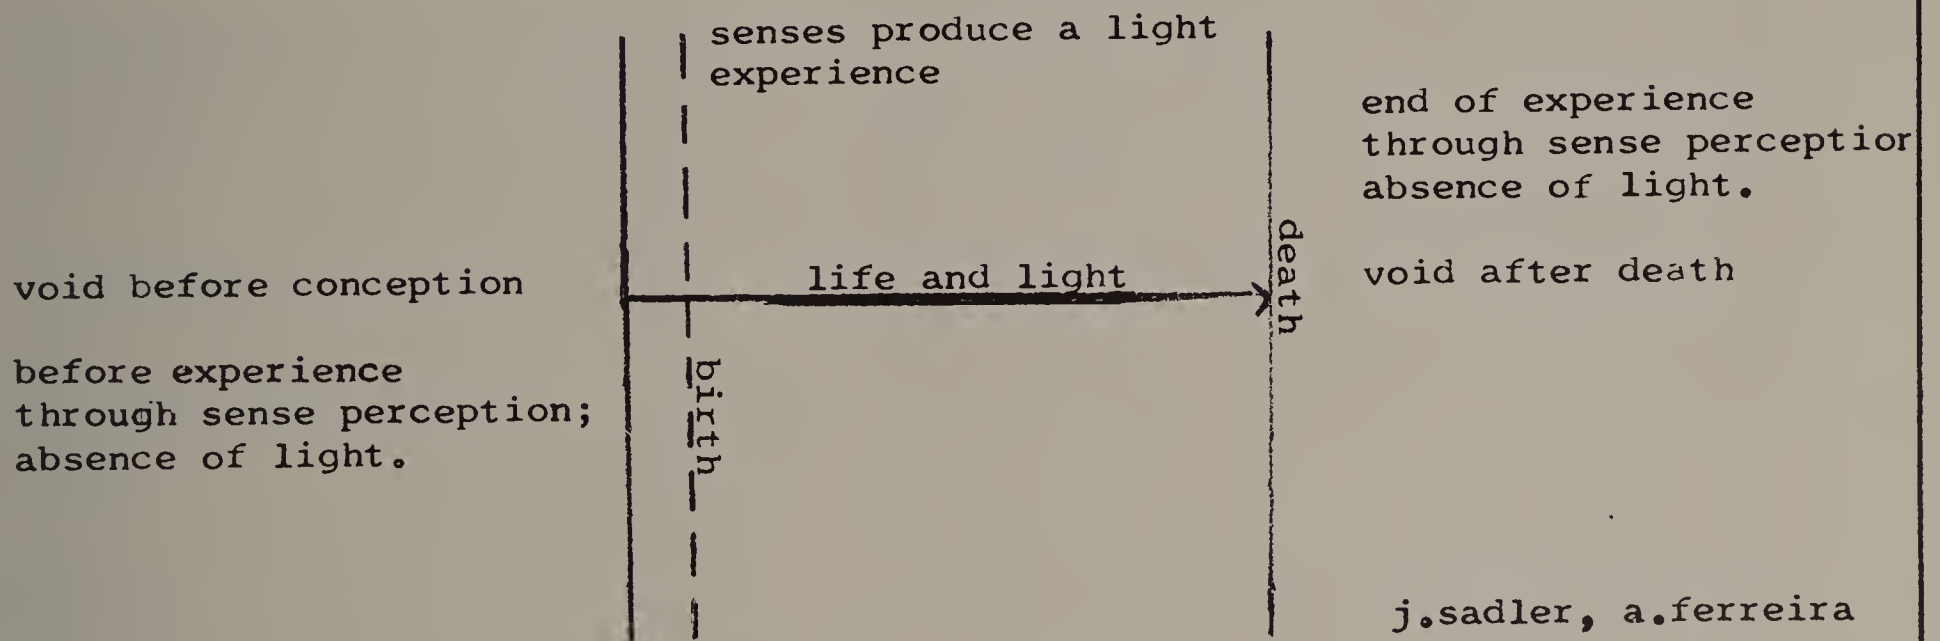 senses produce a light
experience
end of experience
through sense perception
absence of light.
void before conception
life and light
death
void after death
before experience
through sense perception;
absence of light.
birth
j.sadler, a.ferreira